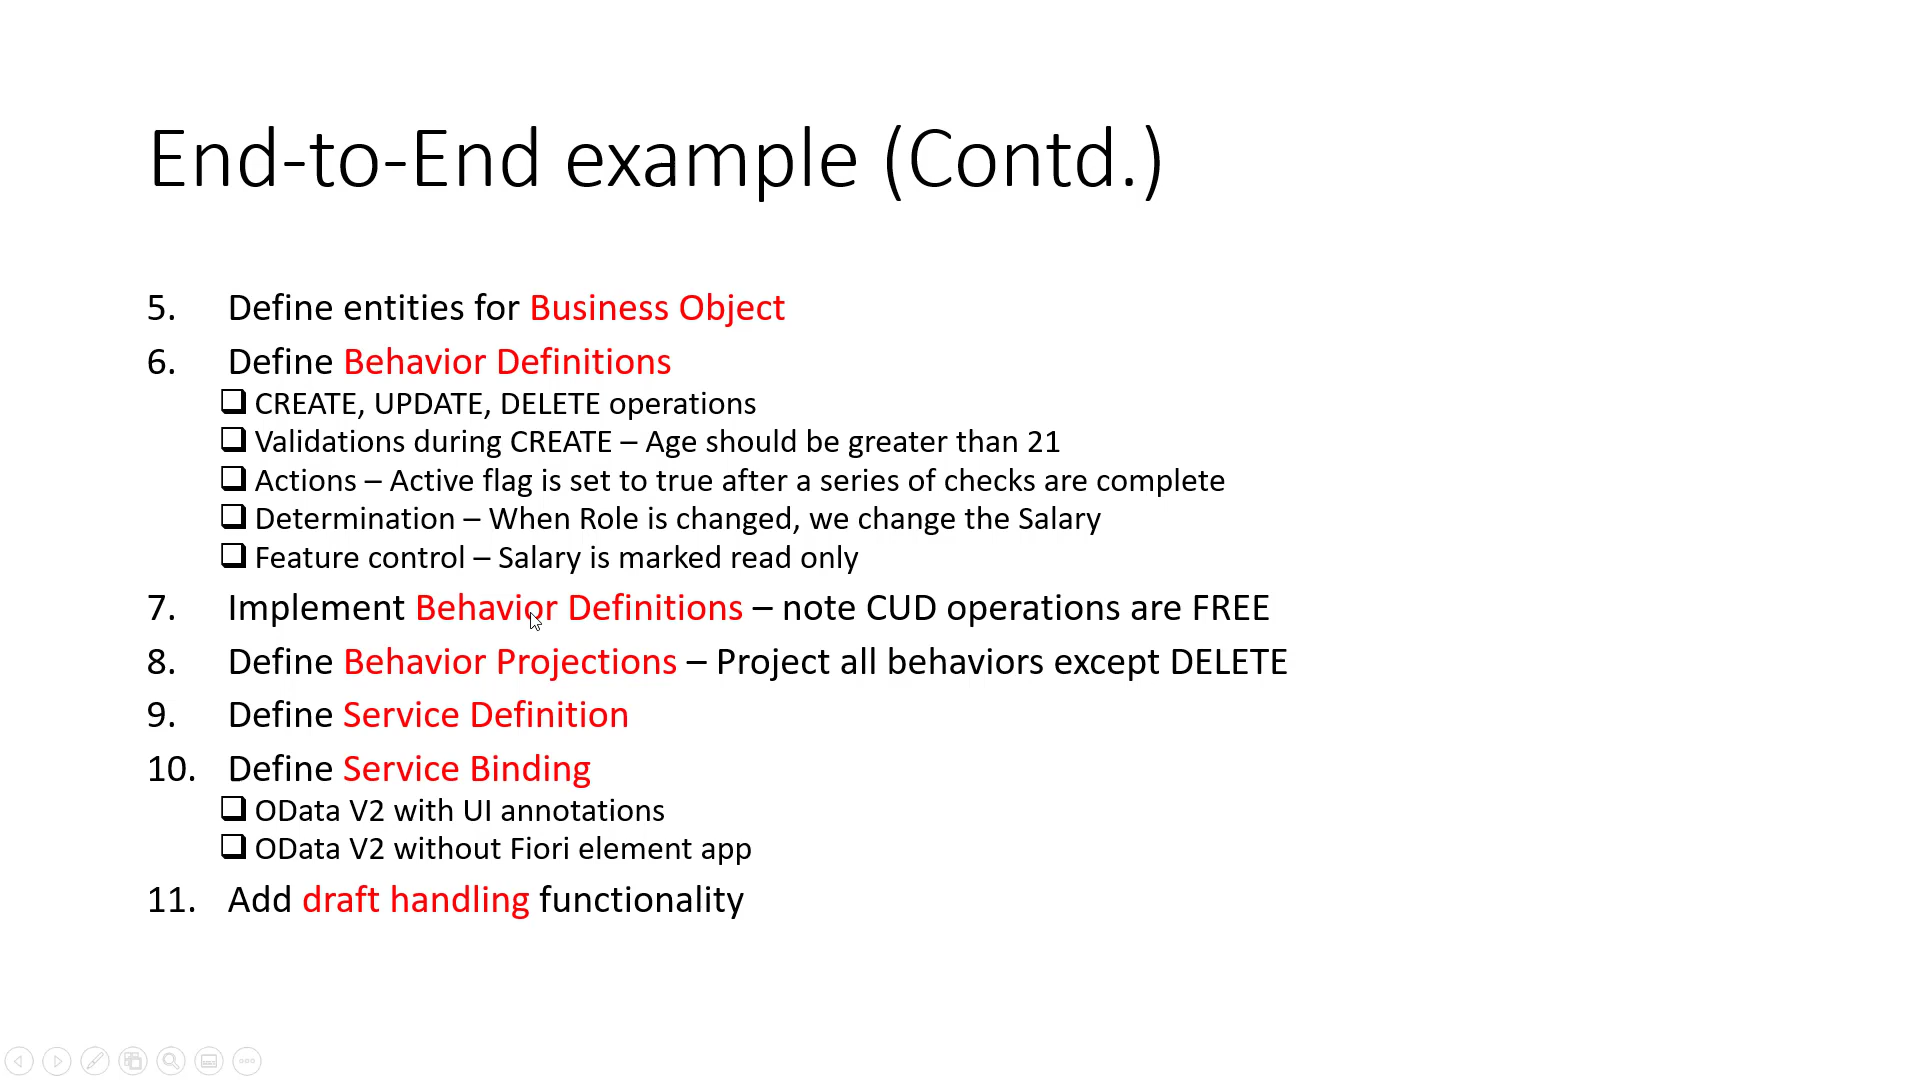 End-to-End example (Contd.)
5. Define entities for Business Object
6. Define Behavior Definitions
CREATE, UPDATE, DELETE operations
Validations during CREATE – Age should be greater than 21
Actions – Active flag is set to true after a series of checks are complete
Determination – When Role is changed, we change the Salary
Feature control – Salary is marked read only
7. Implement Behavior Definitions – note CUD operations are FREE
8. Define Behavior Projections – Project all behaviors except DELETE
9. Define Service Definition
10. Define Service Binding
OData V2 with UI annotations
OData V2 without Fiori element app
11. Add draft handling functionality